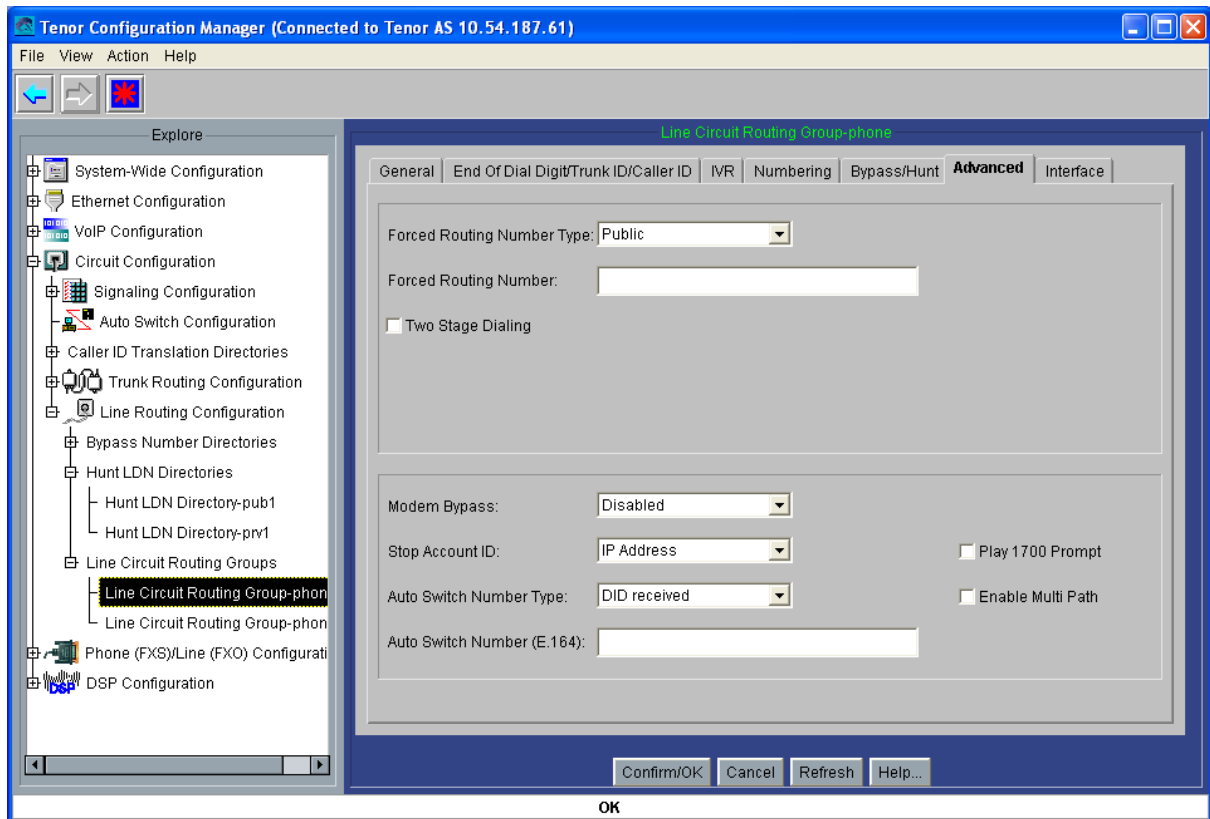 Tenor Configuration Manager (Connected to Tenor AS 10.54.187.61)
File View Action Help
Explore
System-Wide Configuration
Ethernet Configuration
VoIP Configuration
Circuit Configuration
Signaling Configuration
Auto Switch Configuration
Caller ID Translation Directories
Trunk Routing Configuration
Line Routing Configuration
Bypass Number Directories
Hunt LDN Directories
Hunt LDN Directory-pub1
Hunt LDN Directory-prv1
Line Circuit Routing Groups
Line Circuit Routing Group-phon
Line Circuit Routing Group-phon
Phone (FXS)/Line (FXO) Configurati
DSP
DSP Configuration
Line Circuit Routing Group-phone
General End Of Dial Digit/Trunk ID/Caller ID IVR Numbering Bypass/Hunt Advanced Interface
Forced Routing Number Type: Public
Forced Routing Number:
Two Stage Dialing
Modem Bypass: Disabled
Stop Account ID: IP Address Play 1700 Prompt
Auto Switch Number Type: DID received Enable Multi Path
Auto Switch Number (E.164):
Confirm/OK Cancel Refresh Help...
OK